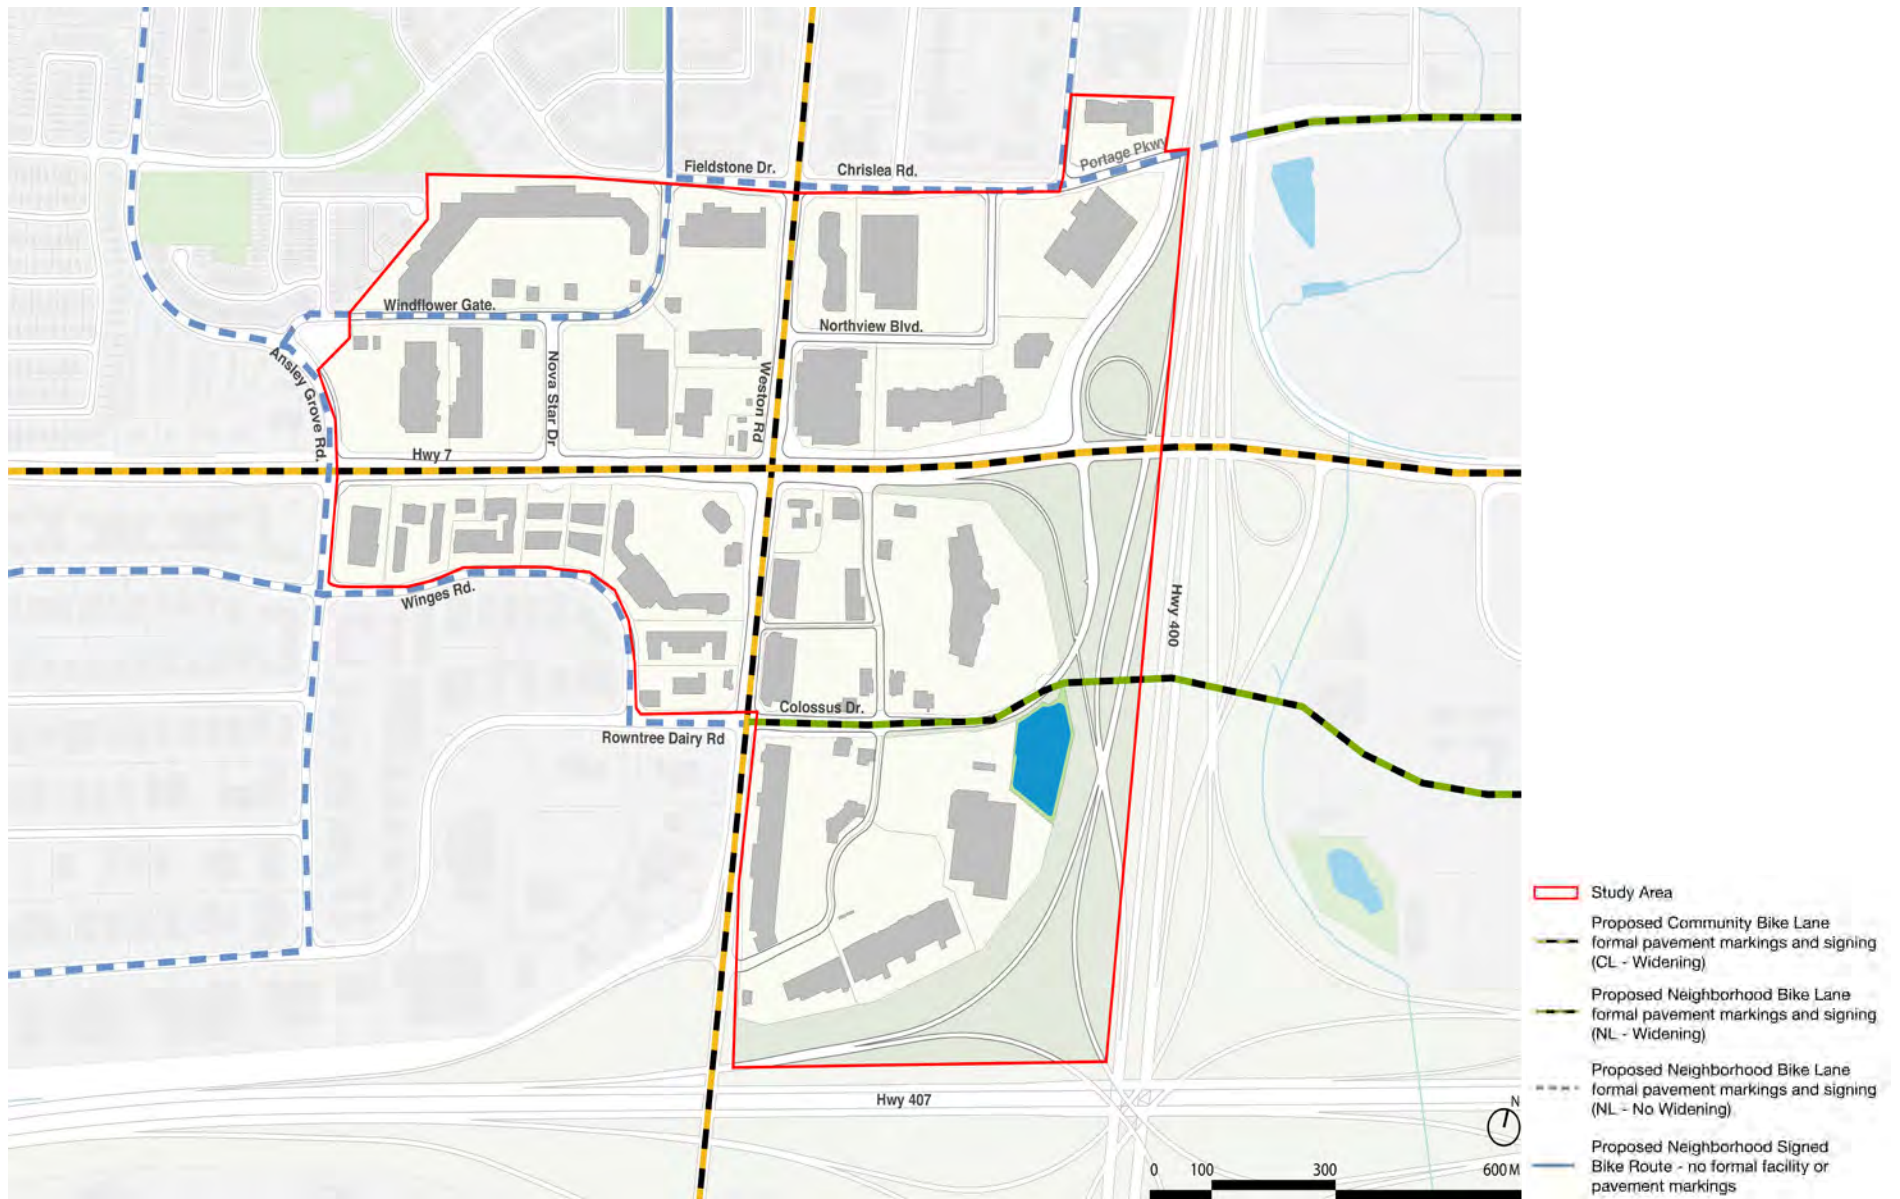 Fieldstone Dr.
Chrislea Rd.
Portage Pkwy
Windflower Gate.
Northview Blvd.
Ansley Grove Rd.
Nova Star Dr
Weston Rd
Hwy 7
Winges Rd.
Hwy 400
Colossus Dr.
Rowntree Dairy Rd
Hwy 407
N
0 100 300 600 M
Study Area
Proposed Community Bike Lane
formal pavement markings and signing
(CL - Widening)
Proposed Neighborhood Bike Lane
formal pavement markings and signing
(NL - Widening)
Proposed Neighborhood Bike Lane
formal pavement markings and signing
(NL - No Widening)
Proposed Neighborhood Signed
Bike Route - no formal facility or
pavement markings